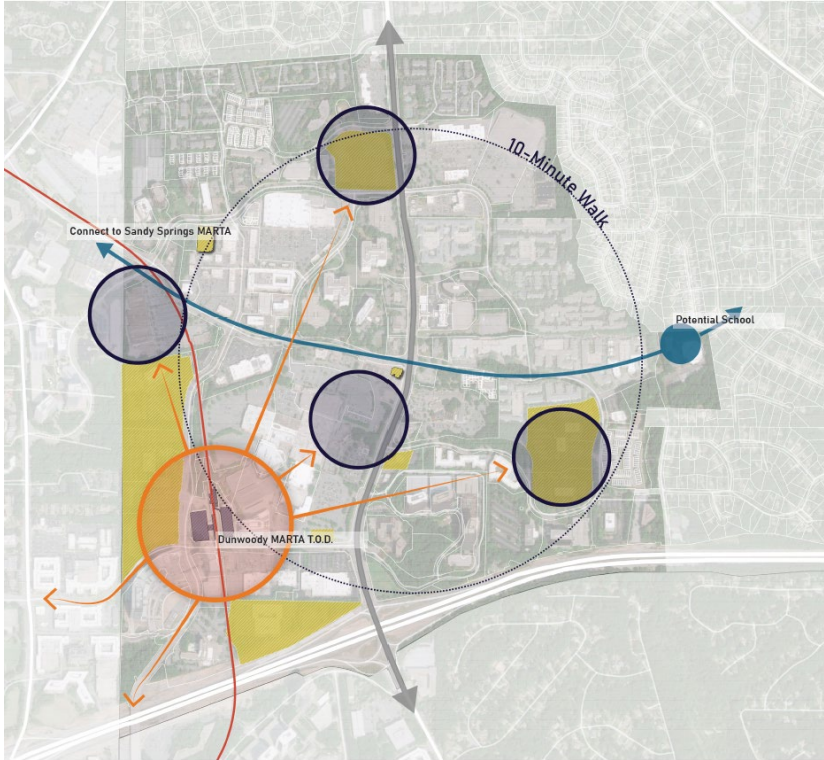 10-Minute Walk
Connect to Sandy Springs MARTA
Potential School
Dunwoody MARTA T.O.D.